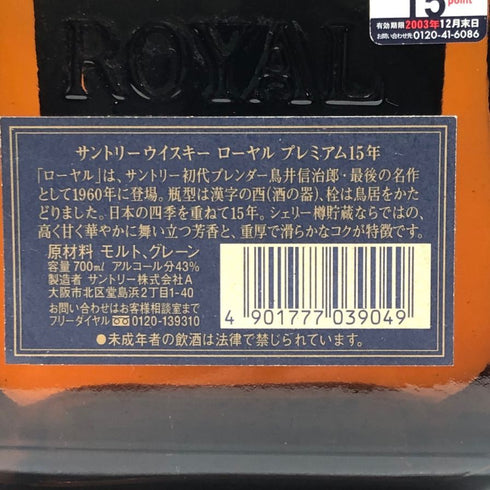 15 point
有効期限 2003年12月末日
お問い合わせ先 0120-41-6086
ROYAL
サントリーウイスキー ローヤル プレミアム15年
「ローヤル」は、サントリー初代ブレンダー鳥井信治郎・最後の名作
として1960年に登場。瓶型は漢字の酉(酒の器)、栓は鳥居をかた
どりました。日本の四季を重ねて15年。シェリー樽貯蔵ならではの、
高く甘く華やかに舞い立つ芳香と、重厚で滑らかなコクが特徴です。
原材料 モルト、グレーン
容量 700ml アルコール分43%
製造者 サントリー株式会社A
大阪市北区堂島浜2丁目1-40
お問い合わせはお客様相談室まで
フリーダイヤル 0120-139310
4 901777 039049
●未成年者の飲酒は法律で禁じられています。